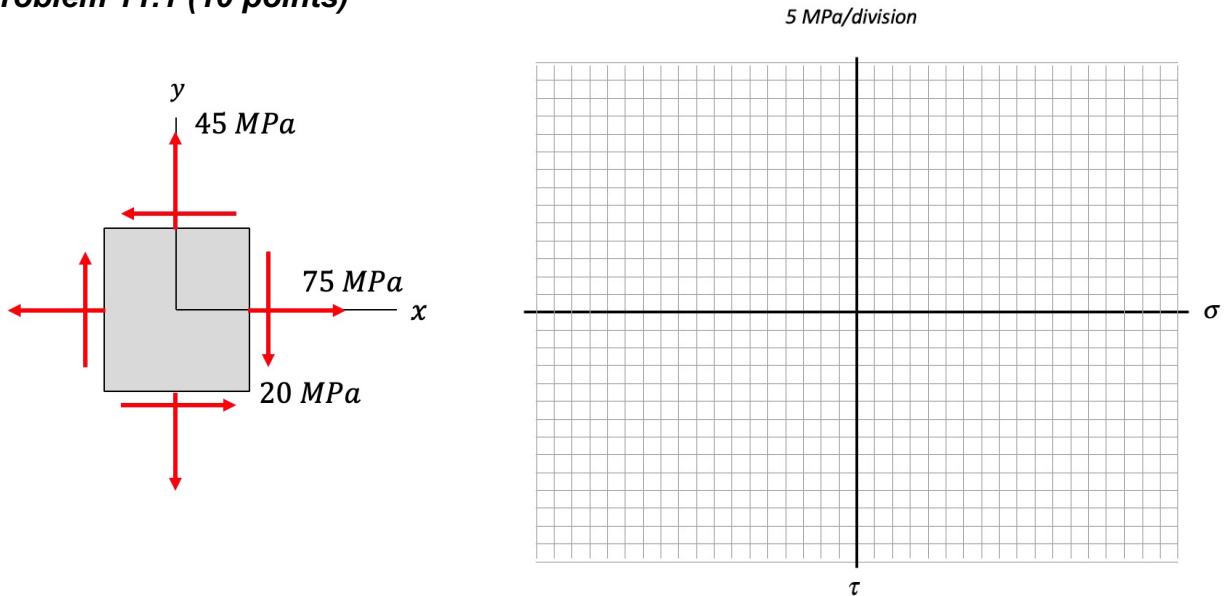 roblem 11.1 (10 points)
5 MPa/division
y
45 MPa
75 MPa
x
σ
20 MPa
τ